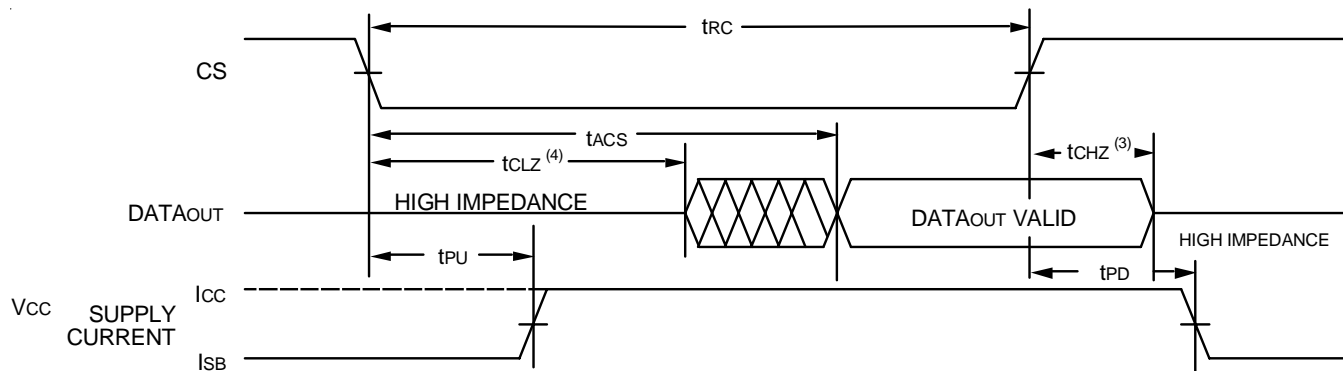 tRC
CS
tACS
tCLZ (4)
tCHZ (3)
HIGH IMPEDANCE
DATAOUT
DATAOUT VALID
HIGH IMPEDANCE
tPU
tPD
ICC
VCC SUPPLY
CURRENT
ISB